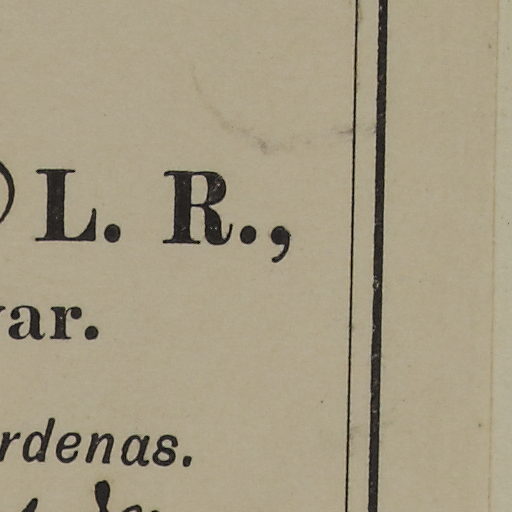 L. R.,
ar.
rdenas.